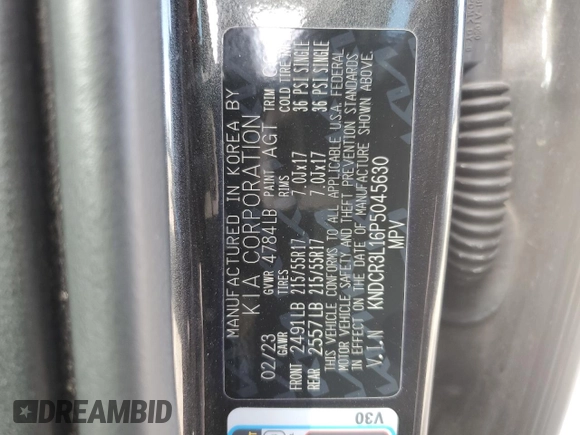 MANUFACTURED IN KOREA BY
KIA CORPORATION
02/23 GVWR 4784LB PAINT AGT TRIM
GAWR TIRES RIMS COLD TIRE
FRONT 2491LB 215/55R17 7.0Jx17 36 PSI SINGLE
REAR 2557LB 215/55R17 7.0Jx17 36 PSI SINGLE
THIS VEHICLE CONFORMS TO ALL APPLICABLE U.S.A. FEDERAL
MOTOR VEHICLE SAFETY AND THEFT PREVENTION STANDARDS
IN EFFECT ON THE DATE OF MANUFACTURE SHOWN ABOVE.
V.I.N KNDCR3L16P5045630
MPV
V30
DREAMBID